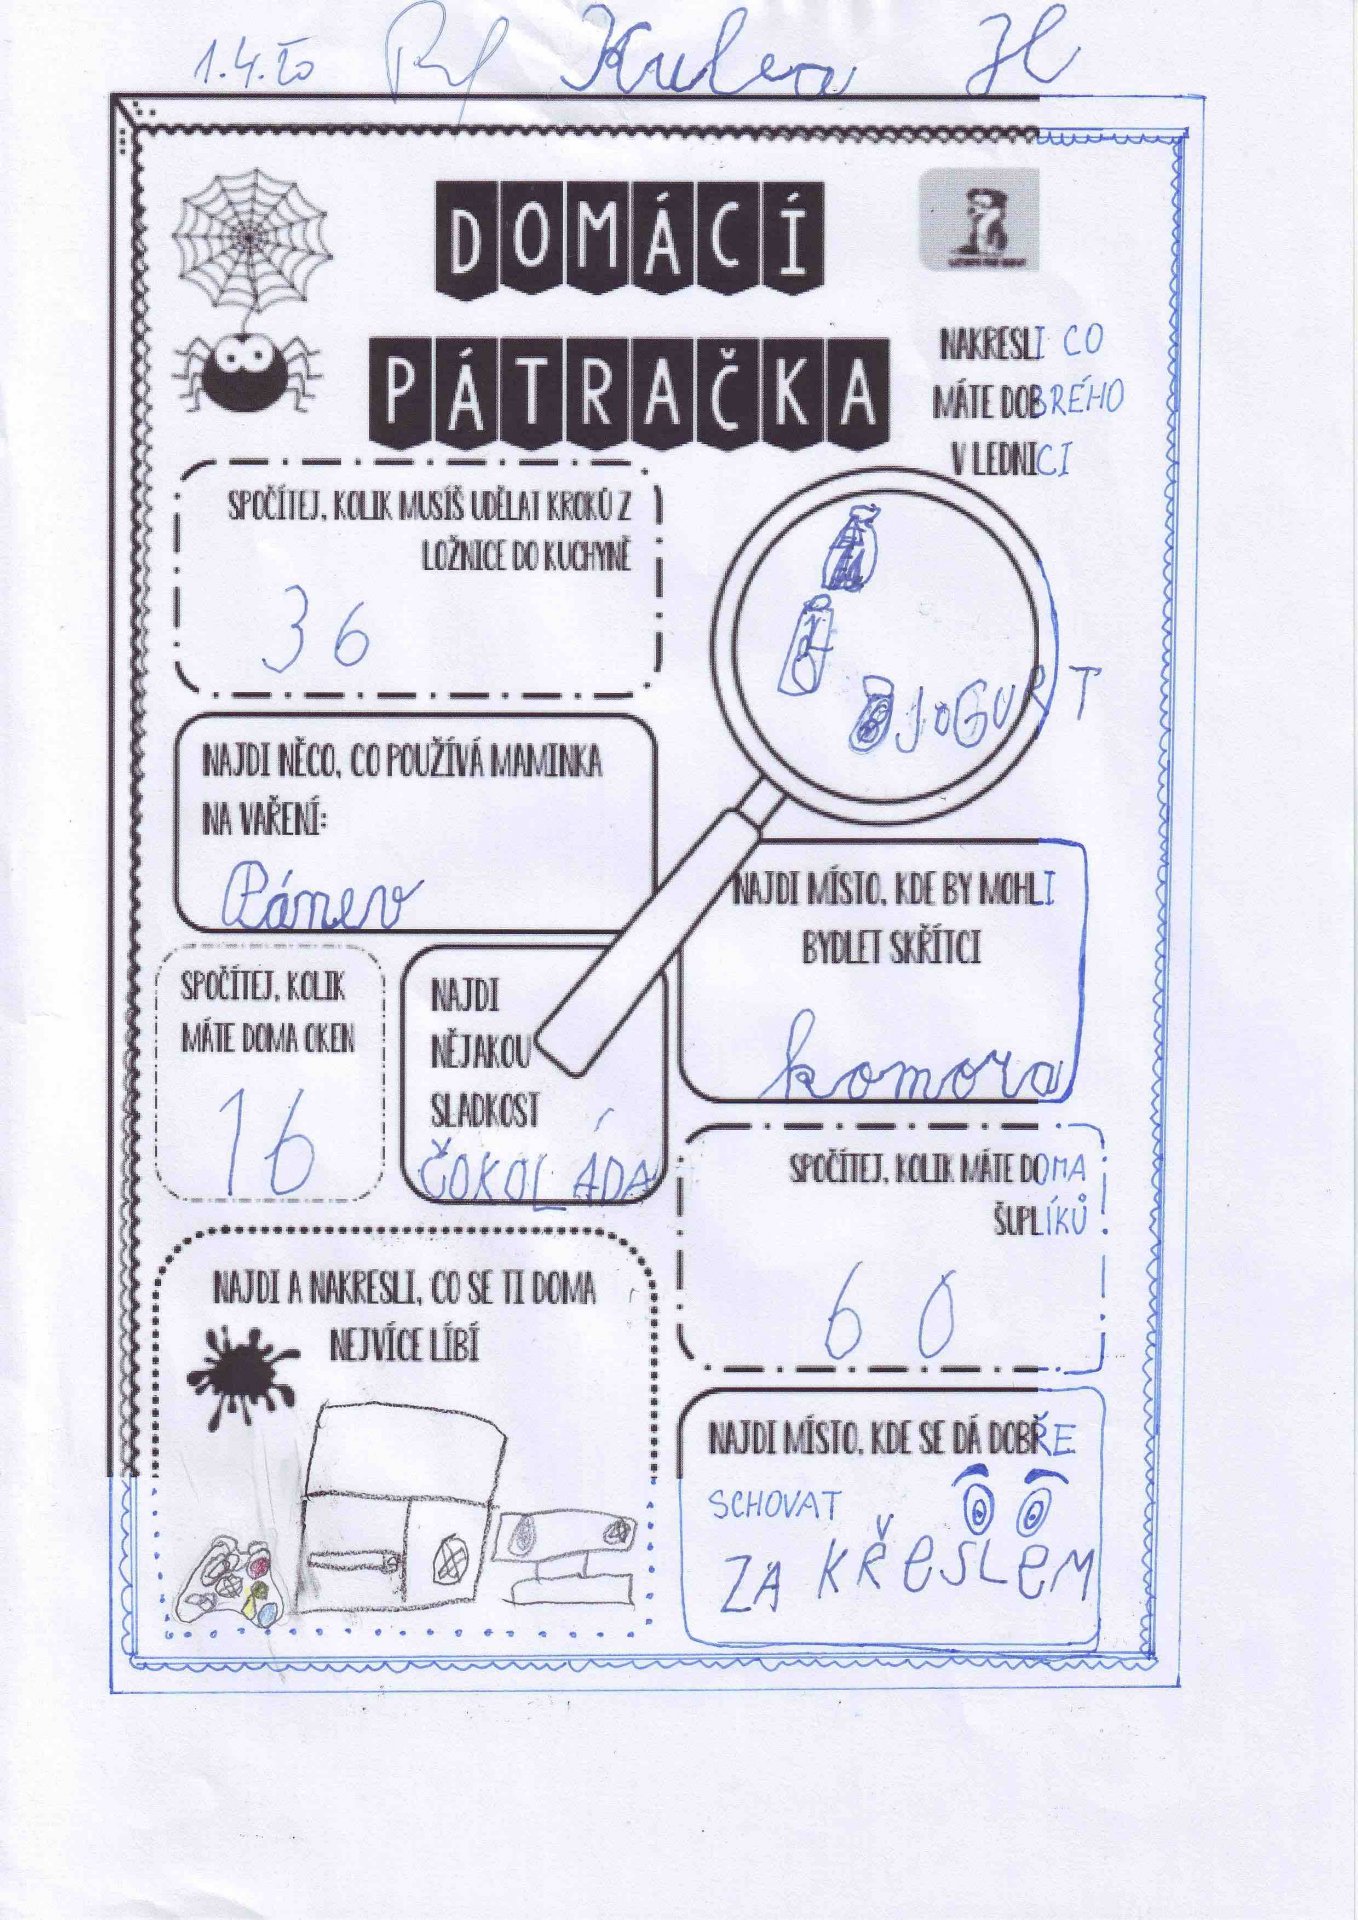 1.4.20 Kuba H
DOMÁCÍ
PÁTRAČKA
NAKRESLI CO
MÁTE DOBRÉHO
V LEDNICI
SPOČÍTEJ, KOLIK MUSÍŠ UDĚLAT KROKŮ Z
LOŽNICE DO KUCHYNĚ
36
JOGURT
NAJDI NĚCO, CO POUŽÍVÁ MAMINKA
NA VAŘENÍ:
Pánev
NAJDI MÍSTO, KDE BY MOHLI
BYDLET SKŘÍTCI
komora
SPOČÍTEJ, KOLIK
MÁTE DOMA OKEN
16
NAJDI
NĚJAKOU
SLADKOST
ČOKOLÁDA
SPOČÍTEJ, KOLIK MÁTE DOMA
ŠUPLÍKŮ
60
NAJDI A NAKRESLI, CO SE TI DOMA
NEJVÍCE LÍBÍ
NAJDI MÍSTO, KDE SE DÁ DOBŘE
SCHOVAT
ZA KŘESLEM